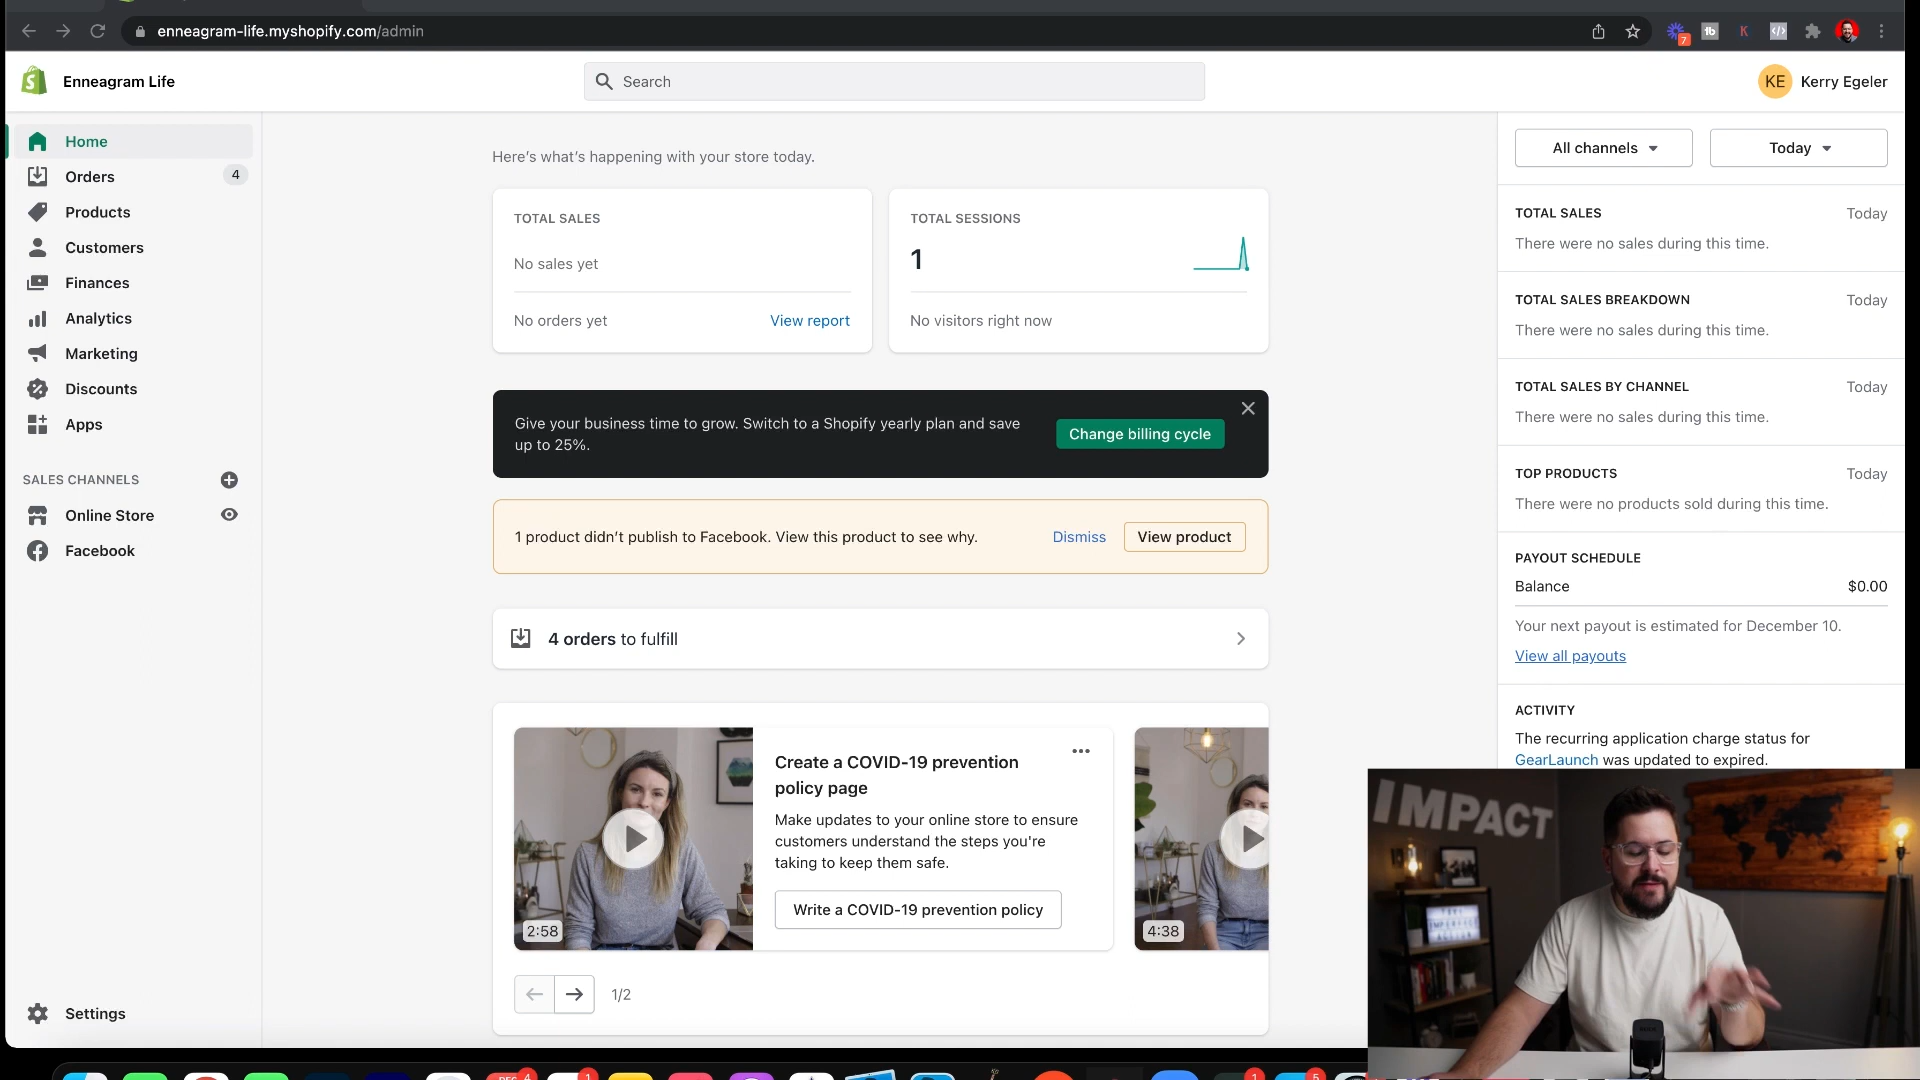 enneagram-life.myshopify.com/admin
7
Enneagram Life
Search
KE
Kerry Egeler
Home
Orders
4
Products
Customers
Finances
Analytics
Marketing
Discounts
Apps
SALES CHANNELS
Online Store
Facebook
Settings
Here's what's happening with your store today.
TOTAL SALES
No sales yet
No orders yet
View report
TOTAL SESSIONS
1
No visitors right now
Give your business time to grow. Switch to a Shopify yearly plan and save
up to 25%.
Change billing cycle
1 product didn't publish to Facebook. View this product to see why.
Dismiss
View product
4 orders to fulfill
2:58
Create a COVID-19 prevention
policy page
Make updates to your online store to ensure
customers understand the steps you're
taking to keep them safe.
Write a COVID-19 prevention policy
4:38
1/2
All channels
Today
TOTAL SALES
Today
There were no sales during this time.
TOTAL SALES BREAKDOWN
Today
There were no sales during this time.
TOTAL SALES BY CHANNEL
Today
There were no sales during this time.
TOP PRODUCTS
Today
There were no products sold during this time.
PAYOUT SCHEDULE
Balance
$0.00
Your next payout is estimated for December 10.
View all payouts
ACTIVITY
The recurring application charge status for
GearLaunch was updated to expired.
IMPACT